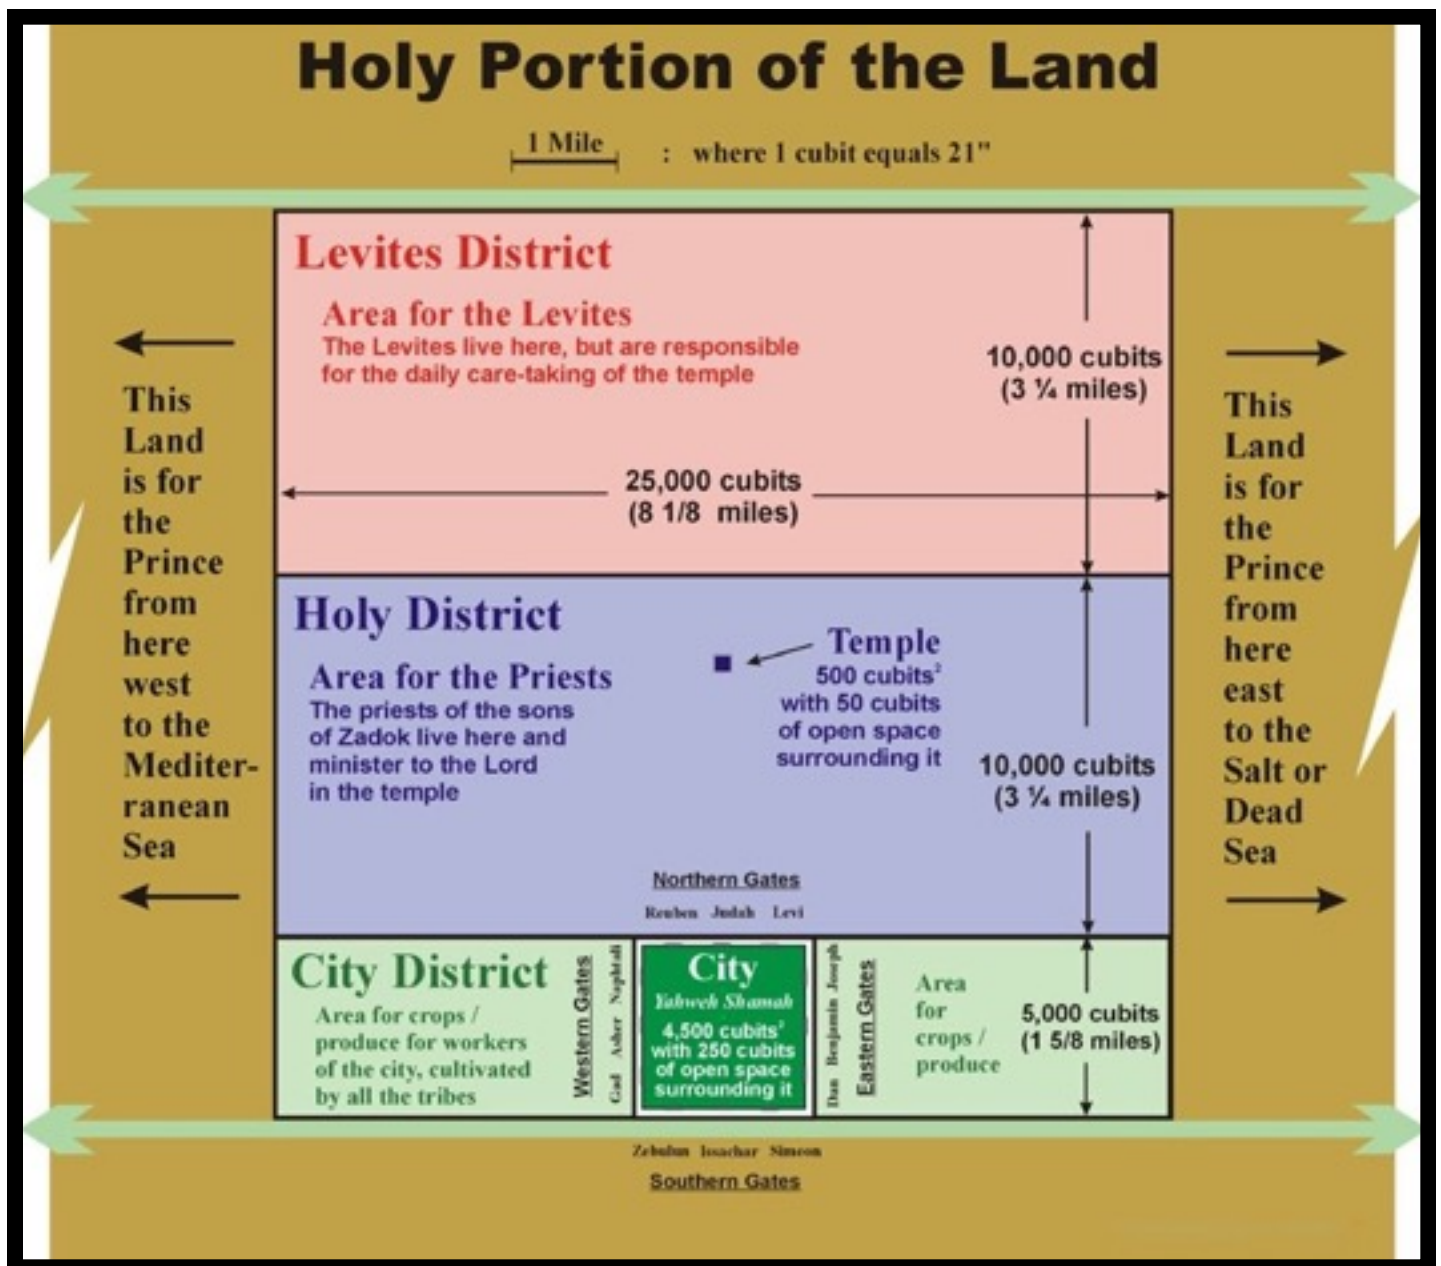 Holy Portion of the Land
1 Mile : where 1 cubit equals 21"
Levites District
Area for the Levites
The Levites live here, but are responsible
for the daily care-taking of the temple
10,000 cubits
(3 ¼ miles)
25,000 cubits
(8 1/8 miles)
This
Land
is for
the
Prince
from
here
west
to the
Mediter-
ranean
Sea
This
Land
is for
the
Prince
from
here
east
to the
Salt or
Dead
Sea
Holy District
Area for the Priests
The priests of the sons
of Zadok live here and
minister to the Lord
in the temple
Temple
500 cubits²
with 50 cubits
of open space
surrounding it
10,000 cubits
(3 ¼ miles)
Northern Gates
Reuben Judah Levi
City District
Area for crops /
produce for workers
of the city, cultivated
by all the tribes
Western Gates
Gad Asher Naphtali
City
Yahweh Shamah
4,500 cubits²
with 250 cubits
of open space
surrounding it
Dan Benjamin Joseph
Eastern Gates
Area
for
crops /
produce
5,000 cubits
(1 5/8 miles)
Zebulun Issachar Simeon
Southern Gates